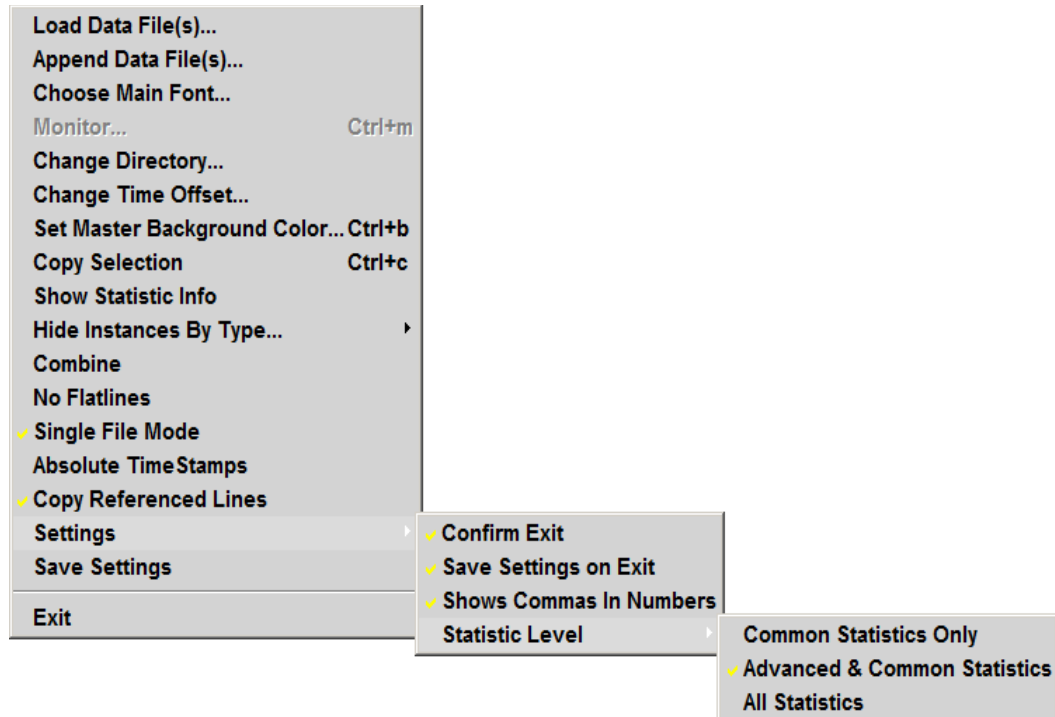 Load Data File(s)...
Append Data File(s)...
Choose Main Font...
Monitor... Ctrl+m
Change Directory...
Change Time Offset...
Set Master Background Color... Ctrl+b
Copy Selection Ctrl+c
Show Statistic Info
Hide Instances By Type...
Combine
No Flatlines
Single File Mode
Absolute TimeStamps
Copy Referenced Lines
Settings
Save Settings
Exit
Confirm Exit
Save Settings on Exit
Shows Commas In Numbers
Statistic Level
Common Statistics Only
Advanced & Common Statistics
All Statistics